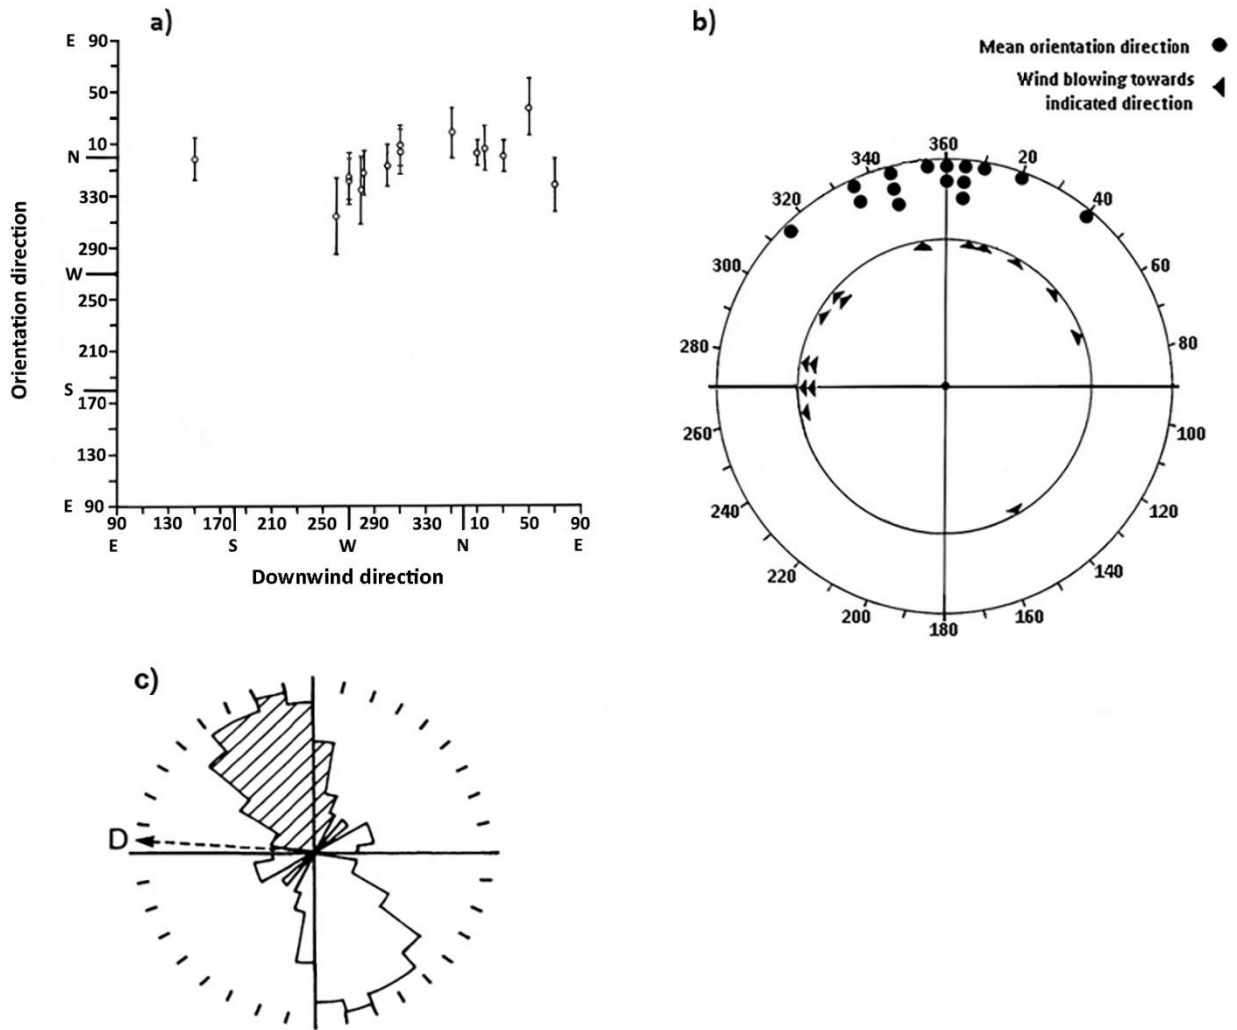 a)
E 90
50
10
N
330
290
W
250
210
S
170
130
E 90
Orientation direction
90 130 170 210 250 290 330 10 50 90
E S W N E
Downwind direction
b)
Mean orientation direction
Wind blowing towards
indicated direction
360
340 20
320 40
300 60
280 80
260 100
240 120
220 140
200 160
180
c)
D